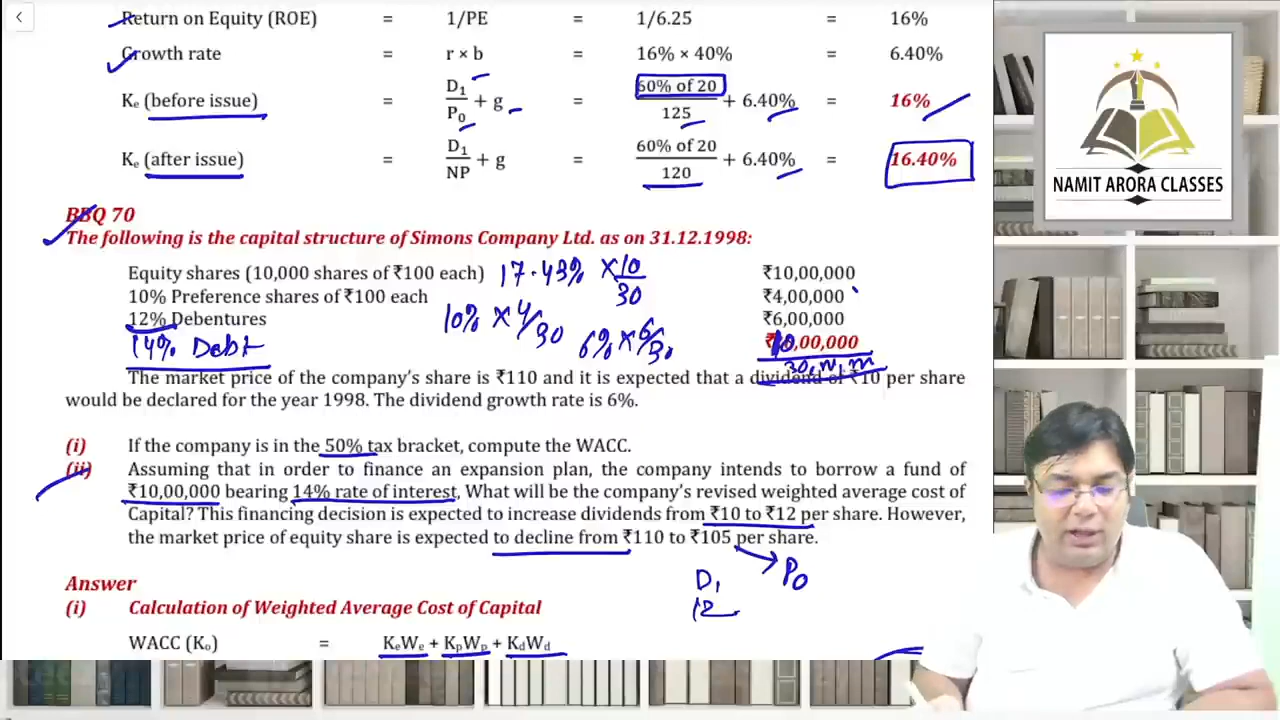 Return on Equity (ROE) = 1/PE = 1/6.25 = 16%
Growth rate = r × b = 16% × 40% = 6.40%
Ke (before issue) = D1/P0 + g = 60% of 20/125 + 6.40% = 16%
Ke (after issue) = D1/NP + g = 60% of 20/120 + 6.40% = 16.40%
NAMIT ARORA CLASSES
BBQ 70
The following is the capital structure of Simons Company Ltd. as on 31.12.1998:
Equity shares (10,000 shares of ₹100 each) 17.43% × 10/30 ₹10,00,000
10% Preference shares of ₹100 each 10% × 4/30 ₹4,00,000
12% Debentures 6% × 6/30 ₹6,00,000
14% Debt 10 ,00,000
30,
The market price of the company's share is ₹110 and it is expected that a dividend of ₹10 per share
would be declared for the year 1998. The dividend growth rate is 6%.
(i) If the company is in the 50% tax bracket, compute the WACC.
(ii) Assuming that in order to finance an expansion plan, the company intends to borrow a fund of
₹10,00,000 bearing 14% rate of interest. What will be the company's revised weighted average cost of
Capital? This financing decision is expected to increase dividends from ₹10 to ₹12 per share. However,
the market price of equity share is expected to decline from ₹110 to ₹105 per share.
D1 P0
12
Answer
(i) Calculation of Weighted Average Cost of Capital
WACC (Ko) = KeWe + KpWp + KdWd